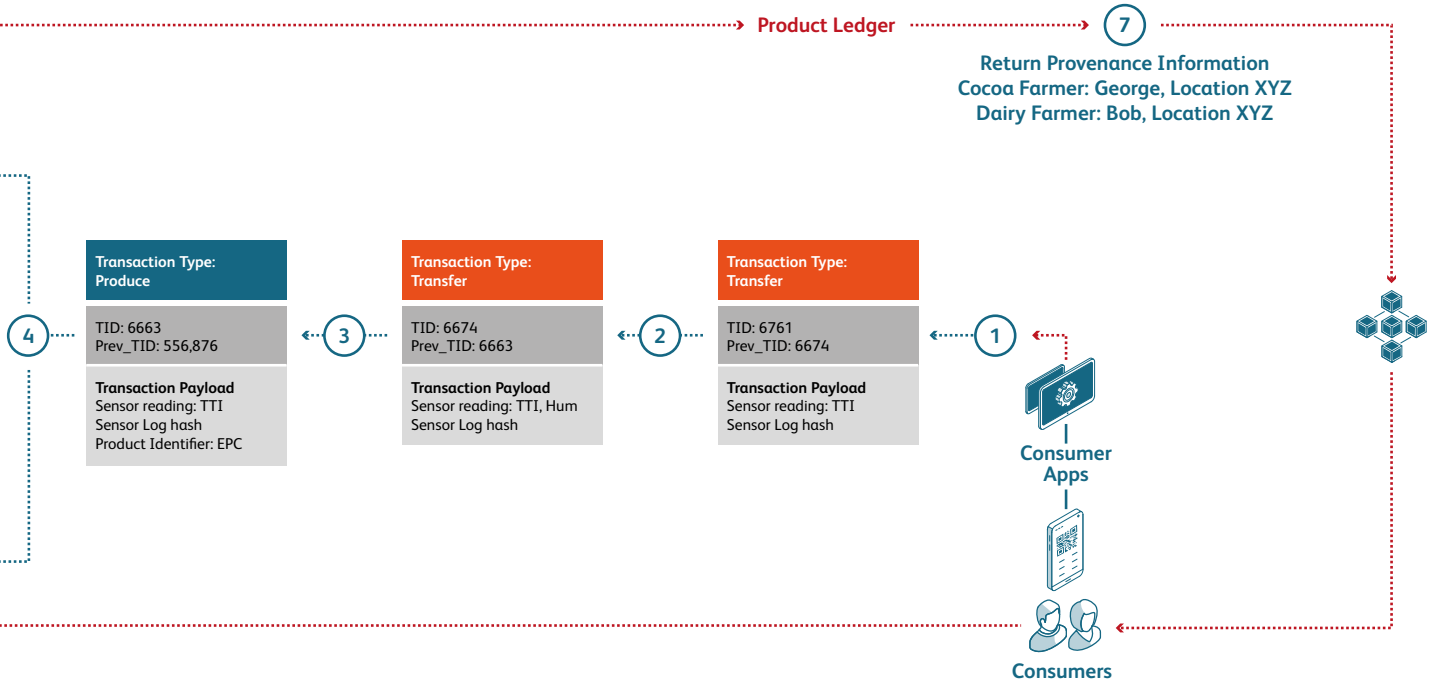 Product Ledger
7
Return Provenance Information
Cocoa Farmer: George, Location XYZ
Dairy Farmer: Bob, Location XYZ
4
Transaction Type:
Produce
TID: 6663
Prev_TID: 556,876
Transaction Payload
Sensor reading: TTI
Sensor Log hash
Product Identifier: EPC
3
Transaction Type:
Transfer
TID: 6674
Prev_TID: 6663
Transaction Payload
Sensor reading: TTI, Hum
Sensor Log hash
2
Transaction Type:
Transfer
TID: 6761
Prev_TID: 6674
Transaction Payload
Sensor reading: TTI
Sensor Log hash
1
Consumer
Apps
Consumers